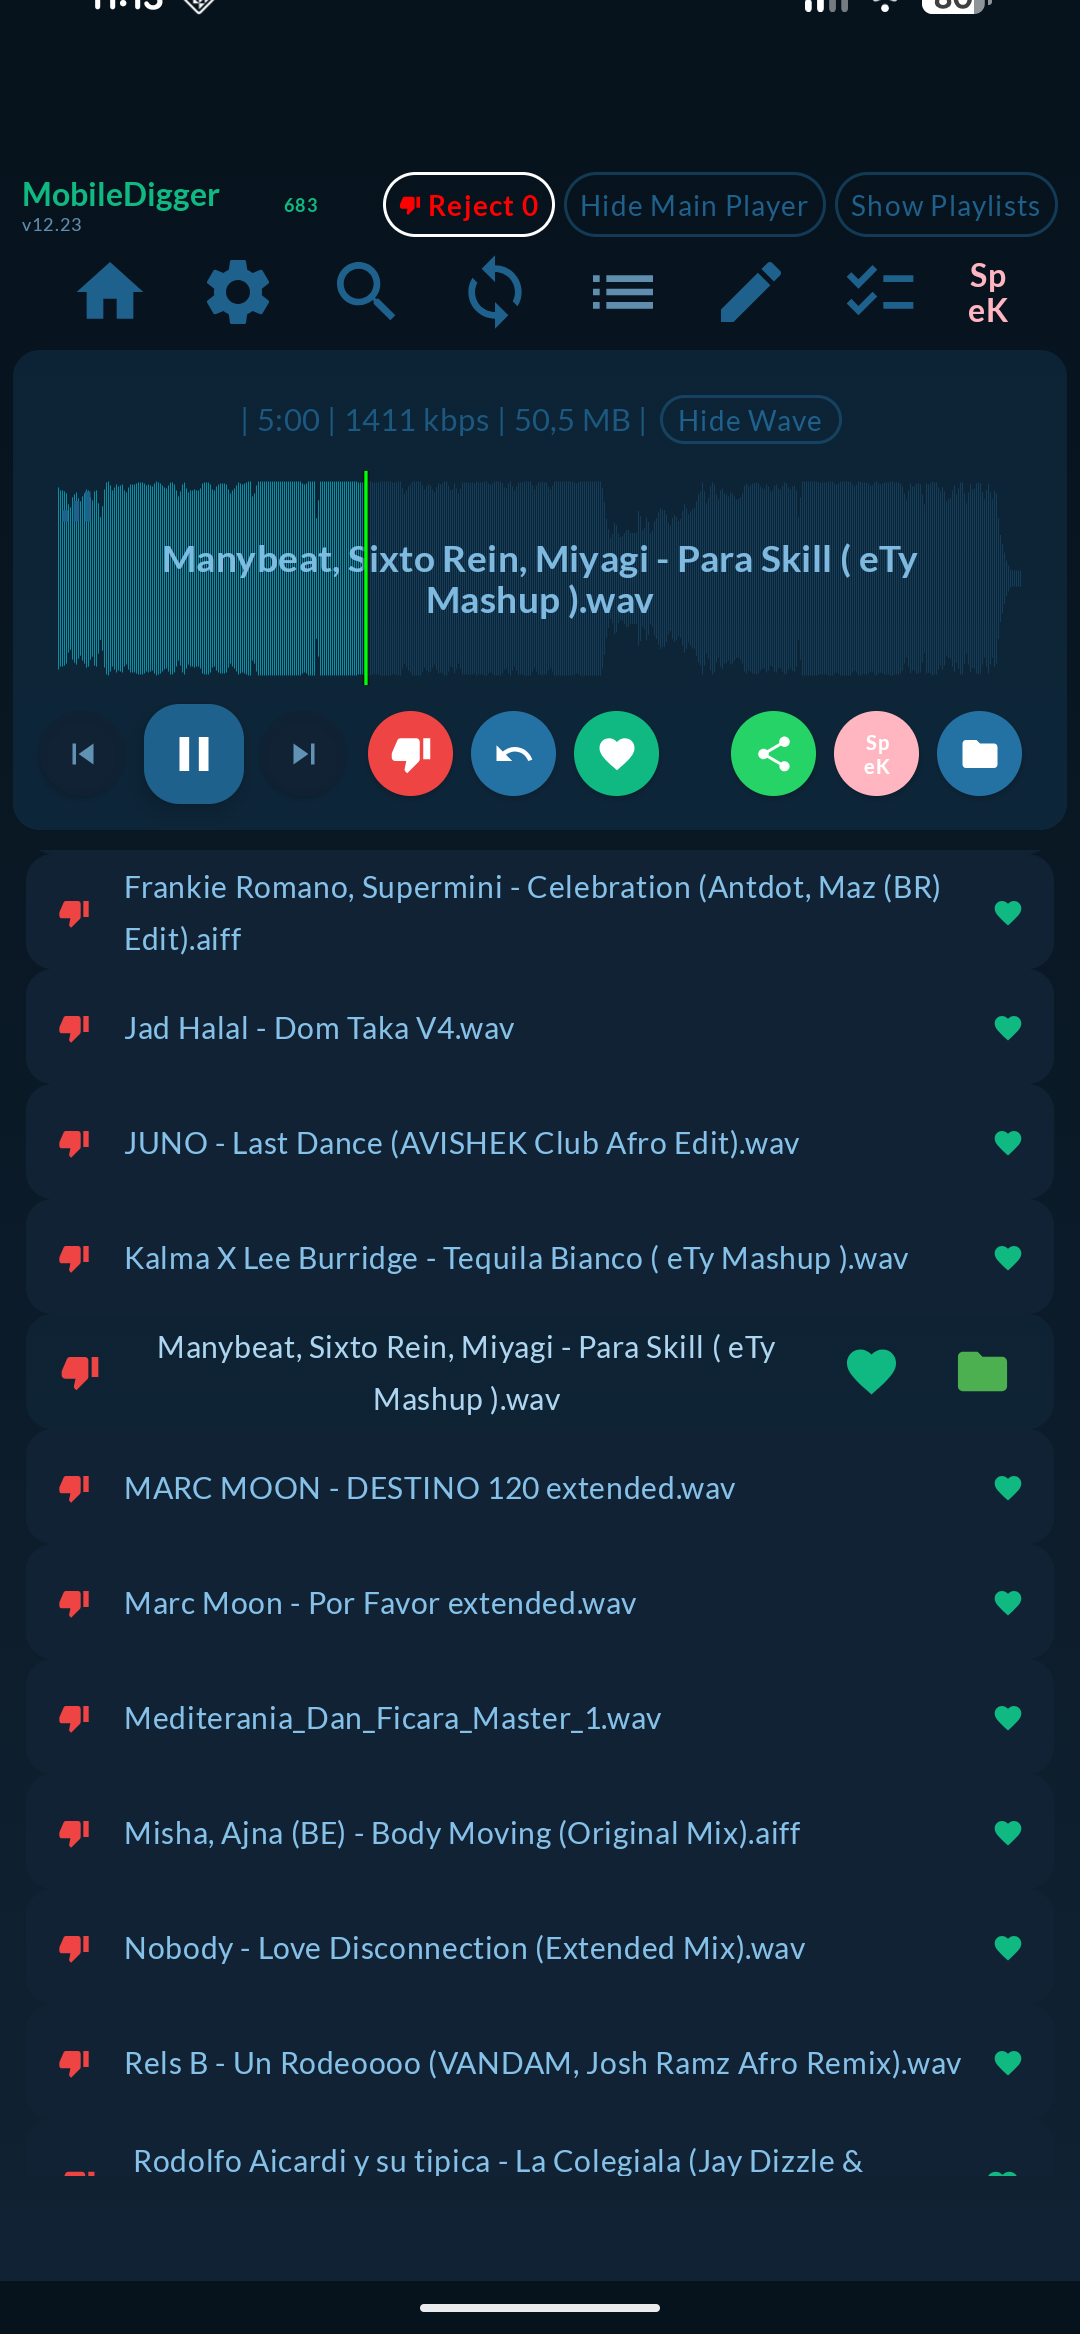 MobileDigger
v12.23
683
Reject 0
Hide Main Player
Show Playlists
Sp
eK
| 5:00 | 1411 kbps | 50,5 MB |
Hide Wave
Manybeat, Sixto Rein, Miyagi - Para Skill ( eTy
Mashup ).wav
Sp
eK
Frankie Romano, Supermini - Celebration (Antdot, Maz (BR)
Edit).aiff
Jad Halal - Dom Taka V4.wav
JUNO - Last Dance (AVISHEK Club Afro Edit).wav
Kalma X Lee Burridge - Tequila Bianco ( eTy Mashup ).wav
Manybeat, Sixto Rein, Miyagi - Para Skill ( eTy
Mashup ).wav
MARC MOON - DESTINO 120 extended.wav
Marc Moon - Por Favor extended.wav
Mediterania_Dan_Ficara_Master_1.wav
Misha, Ajna (BE) - Body Moving (Original Mix).aiff
Nobody - Love Disconnection (Extended Mix).wav
Rels B - Un Rodeoooo (VANDAM, Josh Ramz Afro Remix).wav
Rodolfo Aicardi y su tipica - La Colegiala (Jay Dizzle &